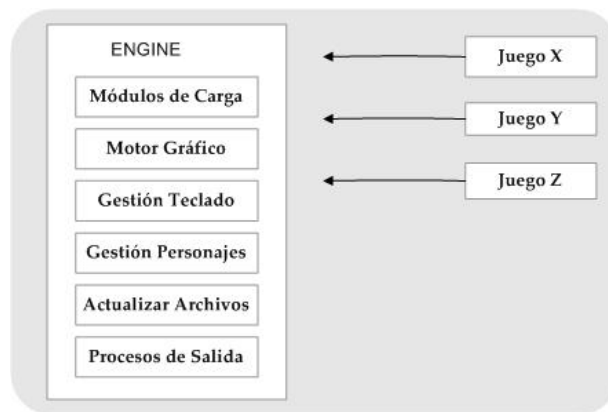 ENGINE
Módulos de Carga
Motor Gráfico
Gestión Teclado
Gestión Personajes
Actualizar Archivos
Procesos de Salida
Juego X
Juego Y
Juego Z